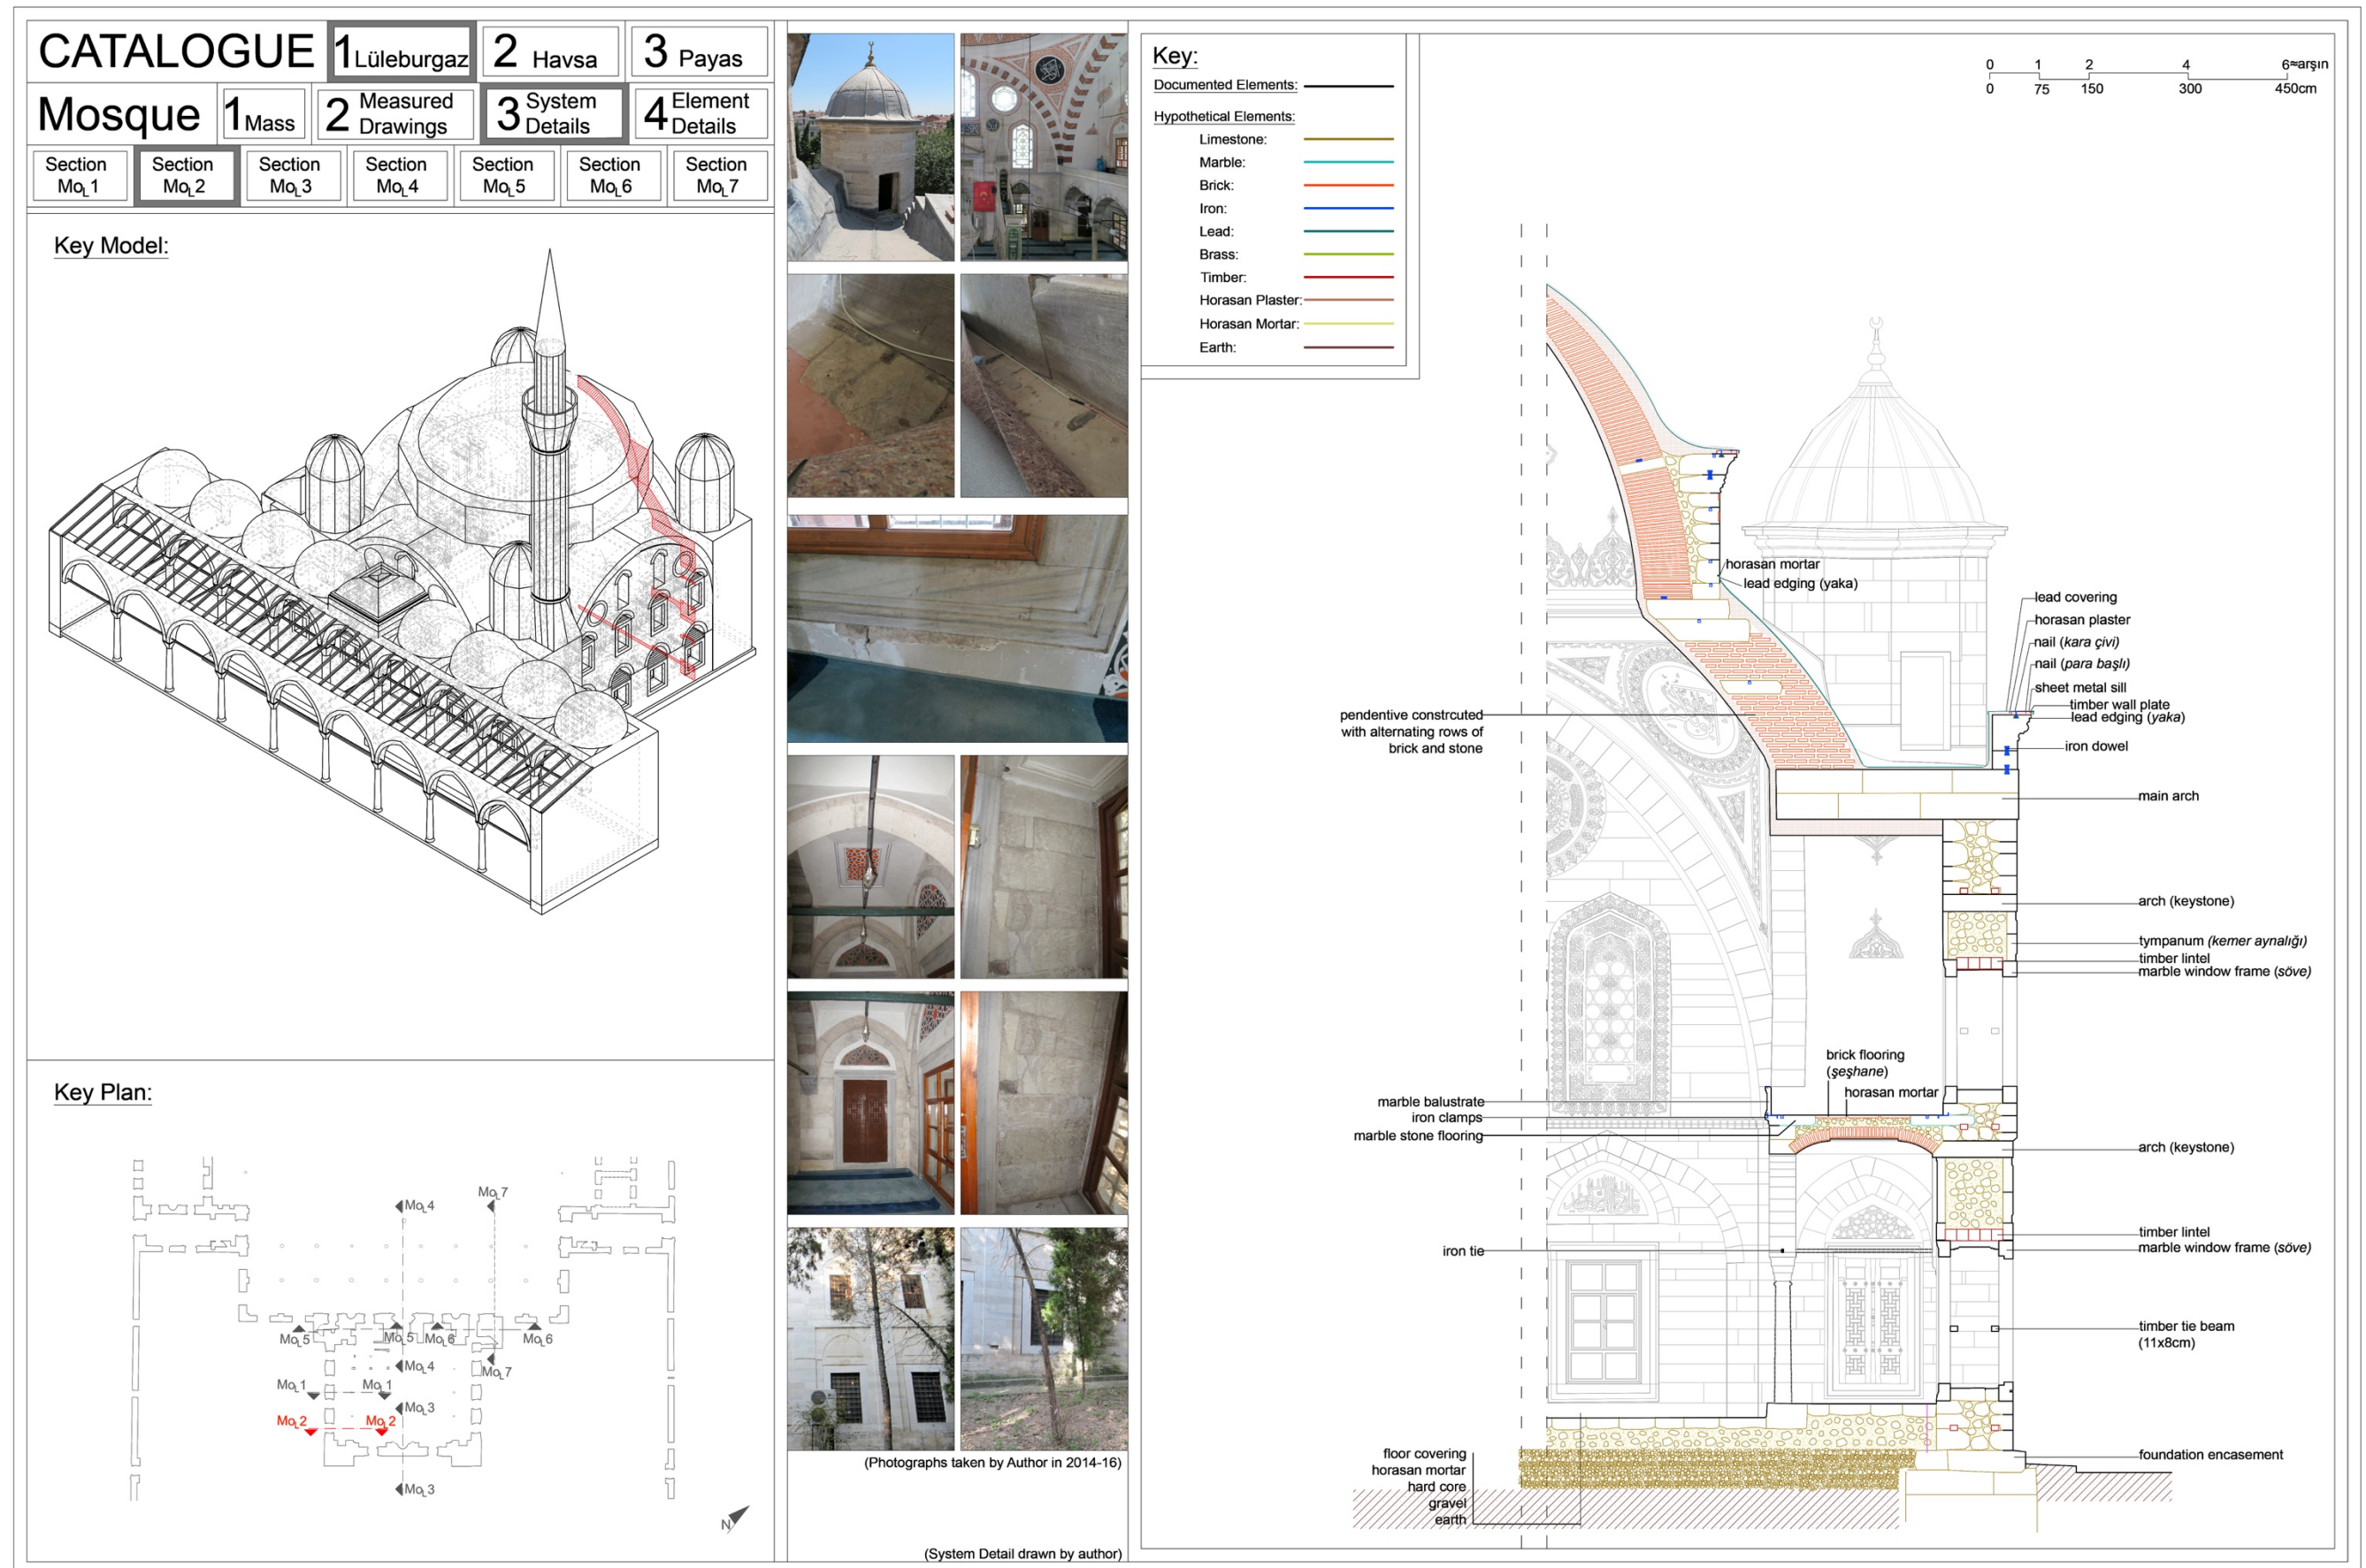 CATALOGUE
1 Lüleburgaz
2 Havsa
3 Payas
Mosque
1 Mass
2 Measured
Drawings
3 System
Details
4 Element
Details
Section
MoL1
Section
MoL2
Section
MoL3
Section
MoL4
Section
MoL5
Section
MoL6
Section
MoL7
Key Model:
Key Plan:
MoL4
MoL7
MoL5
MoL5
MoL6
MoL6
MoL4
MoL7
MoL1
MoL1
MoL3
MoL2
MoL2
MoL3
N
(Photographs taken by Author in 2014-16)
(System Detail drawn by author)
Key:
Documented Elements:
Hypothetical Elements:
Limestone:
Marble:
Brick:
Iron:
Lead:
Brass:
Timber:
Horasan Plaster:
Horasan Mortar:
Earth:
0 1 2 4 6≈arşın
0 75 150 300 450cm
horasan mortar
lead edging (yaka)
lead covering
horasan plaster
nail (kara çivi)
nail (para başlı)
sheet metal sill
timber wall plate
lead edging (yaka)
iron dowel
pendentive constrcuted
with alternating rows of
brick and stone
main arch
arch (keystone)
tympanum (kemer aynalığı)
timber lintel
marble window frame (söve)
brick flooring
(şeşhane)
horasan mortar
marble balustrate
iron clamps
marble stone flooring
arch (keystone)
timber lintel
marble window frame (söve)
iron tie
timber tie beam
(11x8cm)
foundation encasement
floor covering
horasan mortar
hard core
gravel
earth